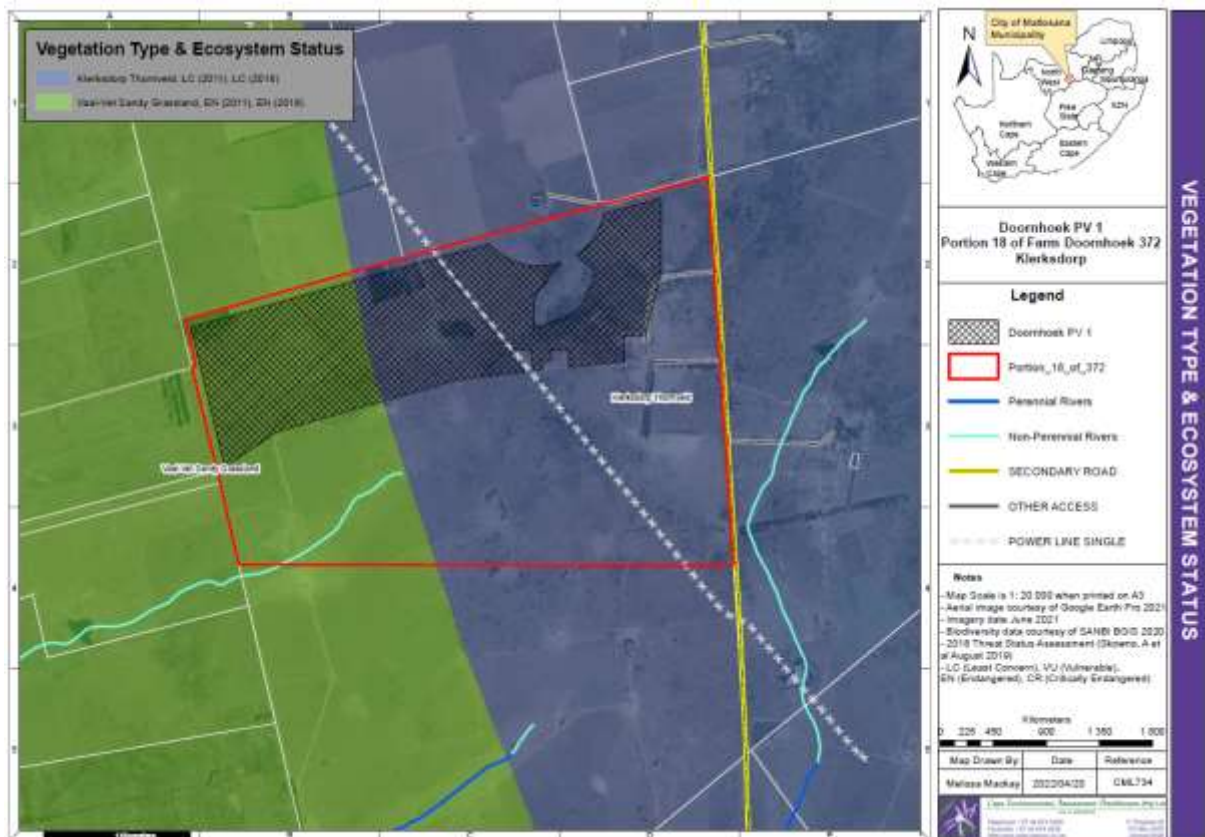 A B C D E
Vegetation Type & Ecosystem Status
Klerksdorp Thornveld, LC (2011), LC (2018)
Vaal-Vet Sandy Grassland, EN (2011), EN (2018)
1
2
3
4
5
Klerksdorp Thornveld
Vaal-Vet Sandy Grassland
City of Matlosana
Municipality
N
Limpopo
North
West
Gauteng
Mpumalanga
Free
State
KZN
Northern
Cape
Eastern
Cape
Western
Cape
Doornhoek PV 1
Portion 18 of Farm Doornhoek 372
Klerksdorp
Legend
Doornhoek PV 1
Portion_18_of_372
Perennial Rivers
Non-Perennial Rivers
SECONDARY ROAD
OTHER ACCESS
POWER LINE SINGLE
Notes
- Map Scale is 1: 20 000 when printed on A3
- Aerial image courtesy of Google Earth Pro 2021
- Imagery date June 2021
- Biodiversity data courtesy of SANBI BGIS 2020
- 2018 Threat Status Assessment (Skowno, A et
al August 2019)
- LC (Least Concern), VU (Vulnerable),
EN (Endangered), CR (Critically Endangered)
Kilometers
0 225 450 900 1 350 1 800
Map Drawn By Date Reference
Melissa Mackay 2022/04/20 CML734
VEGETATION TYPE & ECOSYSTEM STATUS